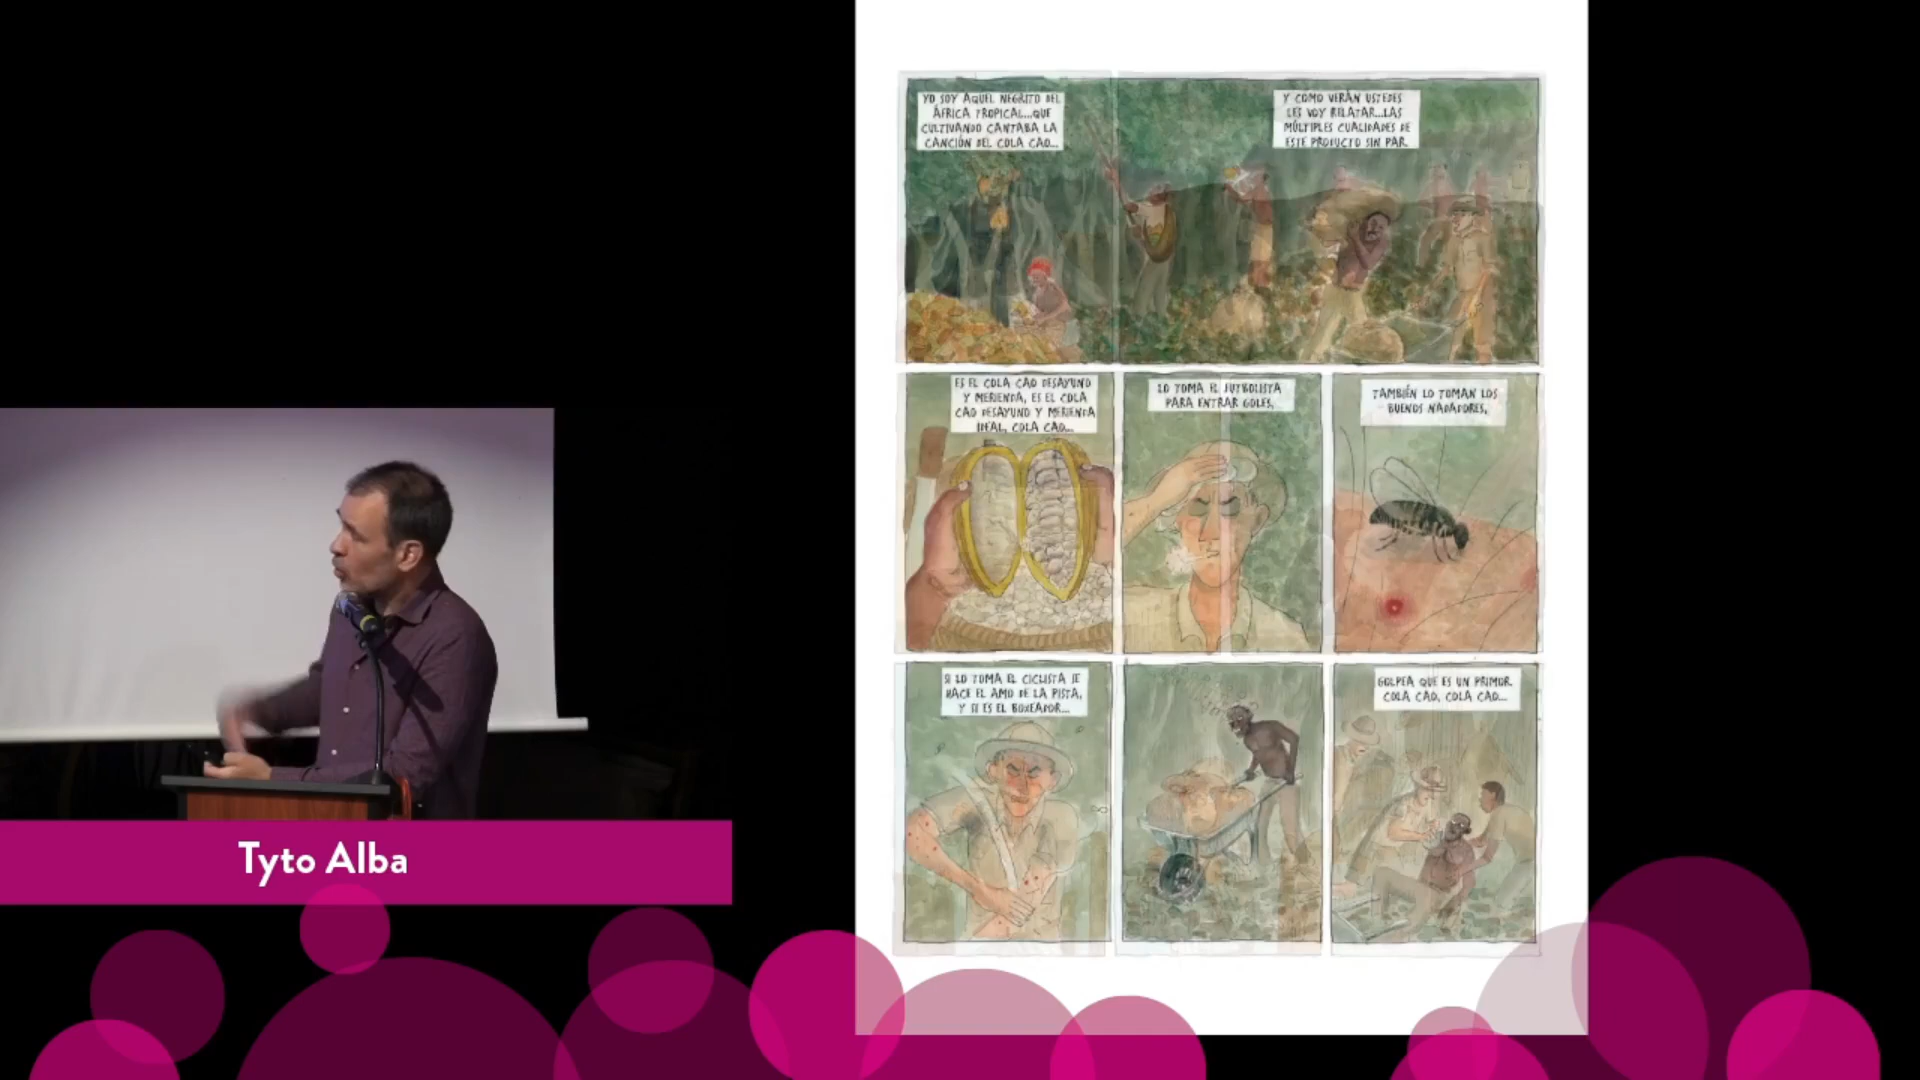 YO SOY AQUEL NEGRITO DEL
ÁFRICA TROPICAL...QUE
CULTIVANDO CANTABA LA
CANCIÓN DEL COLA CAO...
Y COMO VERÁN USTEDES
LES VOY RELATAR...LAS
MÚLTIPLES CUALIDADES DE
ESTE PRODUCTO SIN PAR.
ES EL COLA CAO DESAYUNO
Y MERIENDA, ES EL COLA
CAO DESAYUNO Y MERIENDA
IDEAL, COLA CAO...
LO TOMA EL FUTBOLISTA
PARA ENTRAR GOLES,
TAMBIÉN LO TOMAN LOS
BUENOS NADADORES,
SI LO TOMA EL CICLISTA SE
HACE EL AMO DE LA PISTA,
Y SI ES EL BOXEADOR...
GOLPEA QUE ES UN PRIMOR.
COLA CAO, COLA CAO...
Tyto Alba